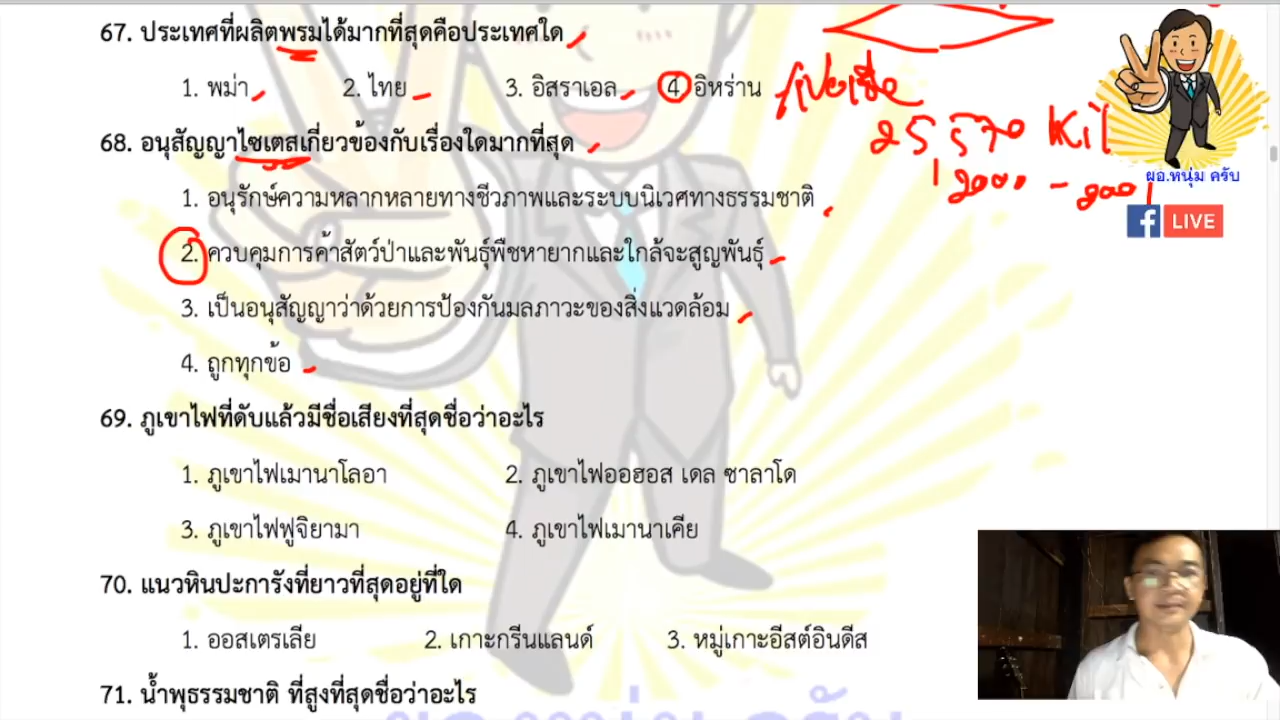 67. ประเทศที่ผลิตพรมได้มากที่สุดคือประเทศใด
1. พม่า 2. ไทย 3. อิสราเอล 4. อิหร่าน
68. อนุสัญญาไซเตสเกี่ยวข้องกับเรื่องใดมากที่สุด
1. อนุรักษ์ความหลากหลายทางชีวภาพและระบบนิเวศทางธรรมชาติ
2. ควบคุมการค้าสัตว์ป่าและพันธุ์พืชหายากและใกล้จะสูญพันธุ์
3. เป็นอนุสัญญาว่าด้วยการป้องกันมลภาวะของสิ่งแวดล้อม
4. ถูกทุกข้อ
69. ภูเขาไฟที่ดับแล้วมีชื่อเสียงที่สุดชื่อว่าอะไร
1. ภูเขาไฟเมานาโลอา 2. ภูเขาไฟออฮอส เดล ซาลาโด
3. ภูเขาไฟฟูจิยามา 4. ภูเขาไฟเมานาเคีย
70. แนวหินปะการังที่ยาวที่สุดอยู่ที่ใด
1. ออสเตรเลีย 2. เกาะกรีนแลนด์ 3. หมู่เกาะอีสต์อินดีส
71. น้ำพุธรรมชาติ ที่สูงที่สุดชื่อว่าอะไร
25,570
ผอ.หนุ่ม ครับ
f LIVE
ผอ.หนุ่ม ครับ